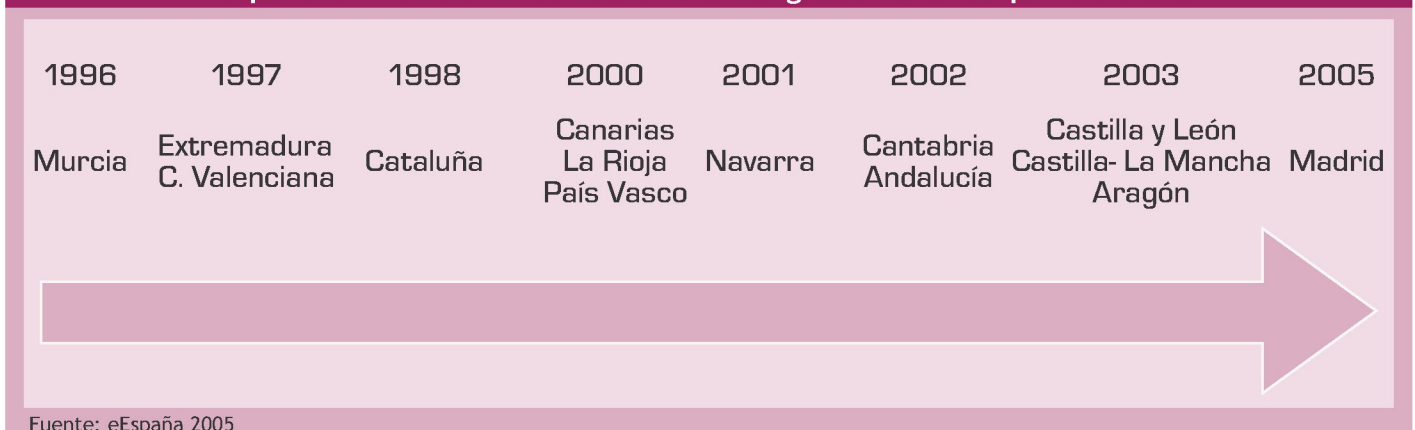 1996
Murcia
1997
Extremadura
C. Valenciana
1998
Cataluña
2000
Canarias
La Rioja
País Vasco
2001
Navarra
2002
Cantabria
Andalucía
2003
Castilla y León
Castilla- La Mancha
Aragón
2005
Madrid
Fuente: eEspaña 2005